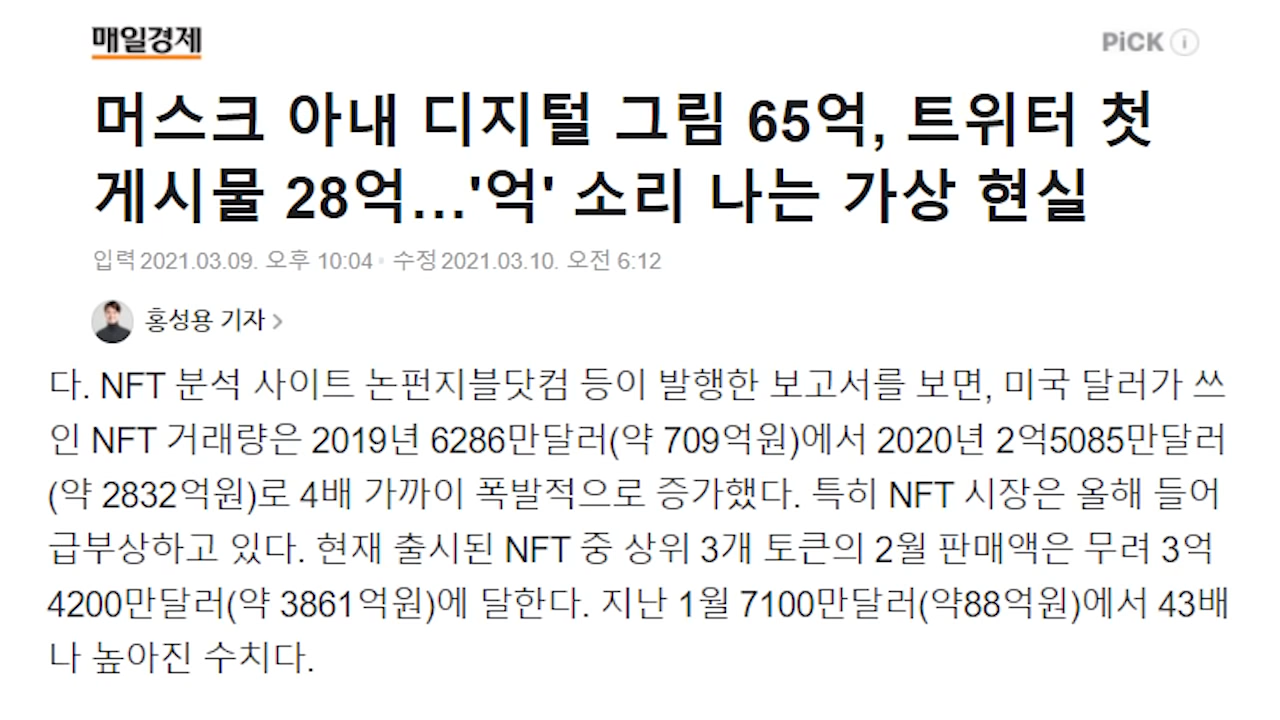 매일경제
PiCK
머스크 아내 디지털 그림 65억, 트위터 첫
게시물 28억…'억' 소리 나는 가상 현실
입력 2021.03.09. 오후 10:04 · 수정 2021.03.10. 오전 6:12
홍성용 기자 >
다. NFT 분석 사이트 논펀지블닷컴 등이 발행한 보고서를 보면, 미국 달러가 쓰
인 NFT 거래량은 2019년 6286만달러(약 709억원)에서 2020년 2억5085만달러
(약 2832억원)로 4배 가까이 폭발적으로 증가했다. 특히 NFT 시장은 올해 들어
급부상하고 있다. 현재 출시된 NFT 중 상위 3개 토큰의 2월 판매액은 무려 3억
4200만달러(약 3861억원)에 달한다. 지난 1월 7100만달러(약88억원)에서 43배
나 높아진 수치다.